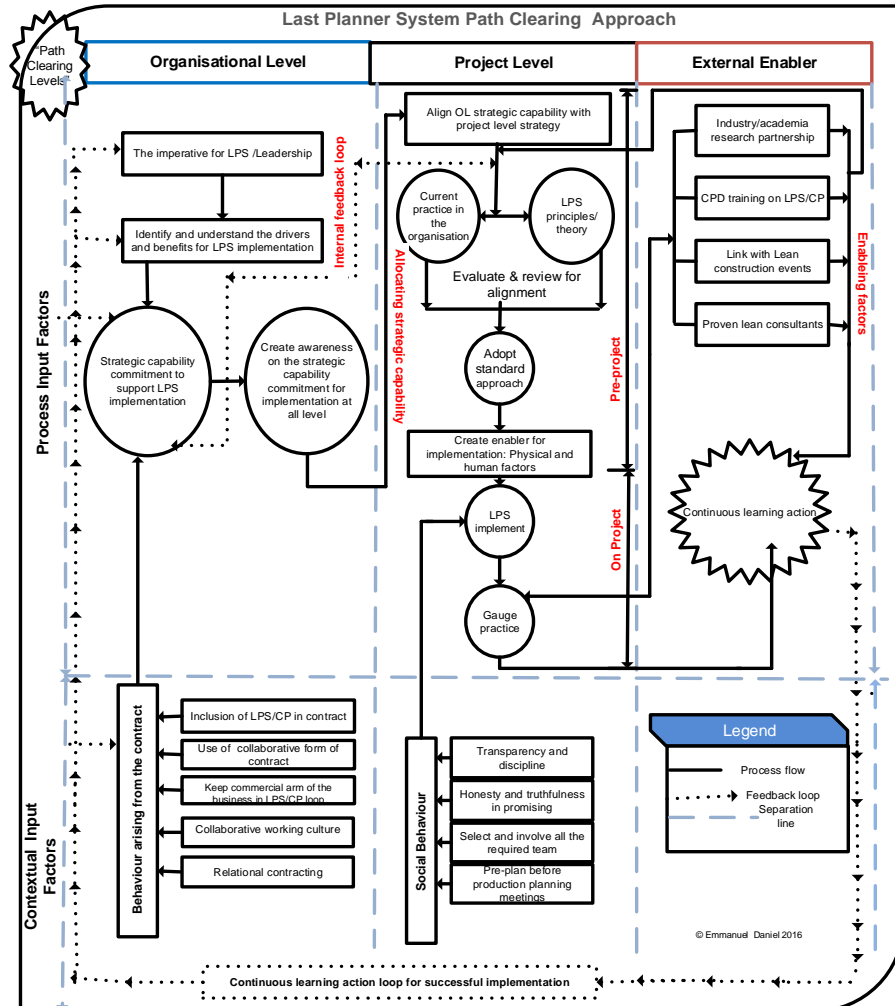 Last Planner System Path Clearing Approach
"Path
Clearing
Levels"
Organisational Level
Project Level
External Enabler
Process Input Factors
The imperative for LPS /Leadership
Identify and understand the drivers
and benefits for LPS implementation
Strategic capability
commitment to
support LPS
implementation
Create awareness
on the strategic
capability
commitment for
implementation at
all level
Internal feedback loop
Allocating strategic capability
Align OL strategic capability with
project level strategy
Current
practice in
the
organisation
LPS
principles/
theory
Evaluate & review for
alignment
Adopt
standard
approach
Create enabler for
implementation: Physical and
human factors
LPS
implement
Gauge
practice
Pre-project
On Project
Industry/academia
research partnership
CPD training on LPS/CP
Link with Lean
construction events
Proven lean consultants
Enableing factors
Continuous learning action
Contextual Input
Factors
Behaviour arising from the contract
Inclusion of LPS/CP in contract
Use of collaborative form of
contract
Keep commercial arm of the
business in LPS/CP loop
Collaborative working culture
Relational contracting
Social Behaviour
Transparency and
discipline
Honesty and truthfulness
in promising
Select and involve all the
required team
Pre-plan before
production planning
meetings
Legend
Process flow
Feedback loop
Separation
line
© Emmanuel Daniel 2016
Continuous learning action loop for successful implementation